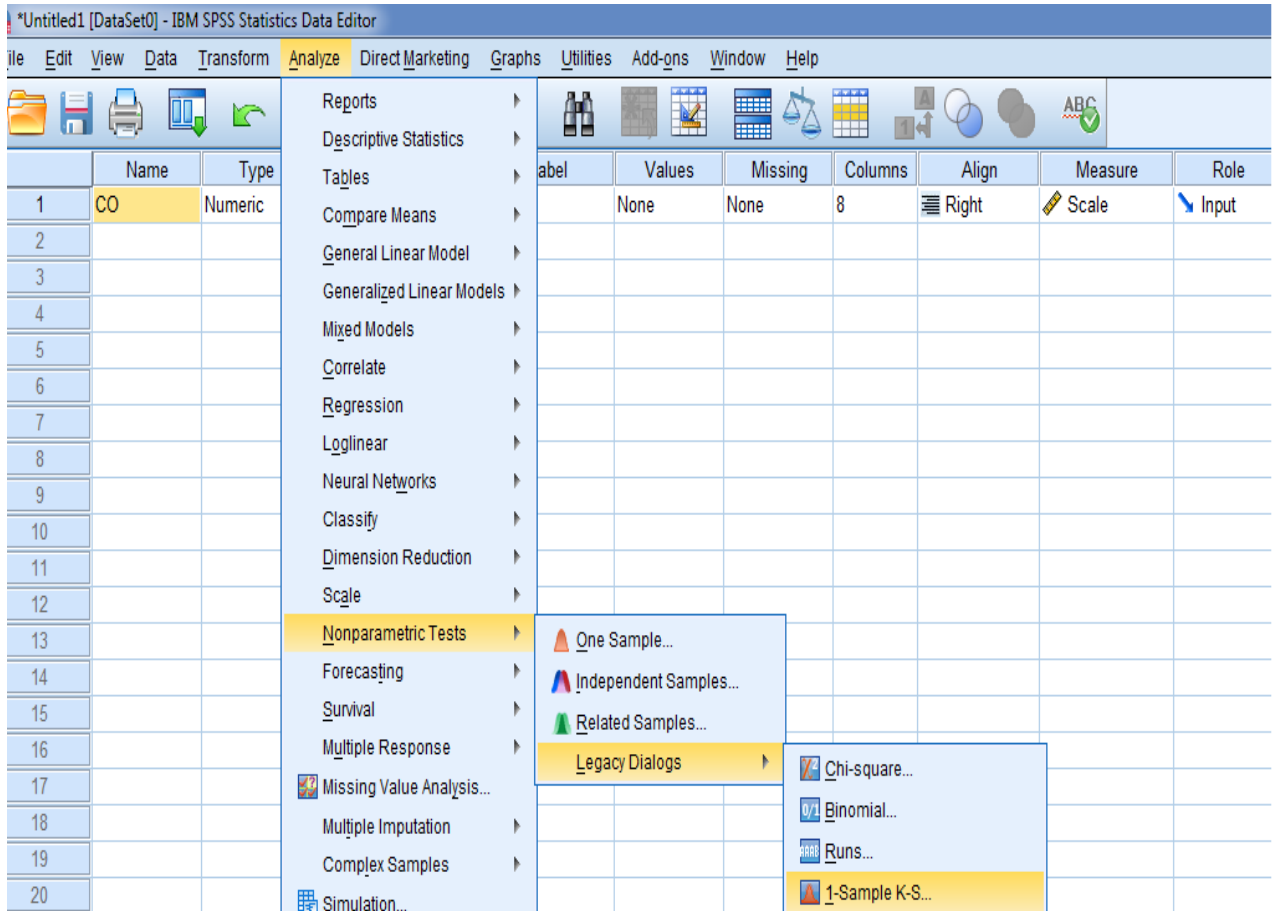 *Untitled1 [DataSet0] - IBM SPSS Statistics Data Editor
ile Edit View Data Transform Analyze Direct Marketing Graphs Utilities Add-ons Window Help
A
1
ABC
Name Type abel Values Missing Columns Align Measure Role
1 CO Numeric None None 8 Right Scale Input
2
3
4
5
6
7
8
9
10
11
12
13
14
15
16
17
18
19
20
Reports
Descriptive Statistics
Tables
Compare Means
General Linear Model
Generalized Linear Models
Mixed Models
Correlate
Regression
Loglinear
Neural Networks
Classify
Dimension Reduction
Scale
Nonparametric Tests
Forecasting
Survival
Multiple Response
Missing Value Analysis...
Multiple Imputation
Complex Samples
Simulation...
One Sample...
Independent Samples...
Related Samples...
Legacy Dialogs
Chi-square...
0/1 Binomial...
Runs...
1-Sample K-S...